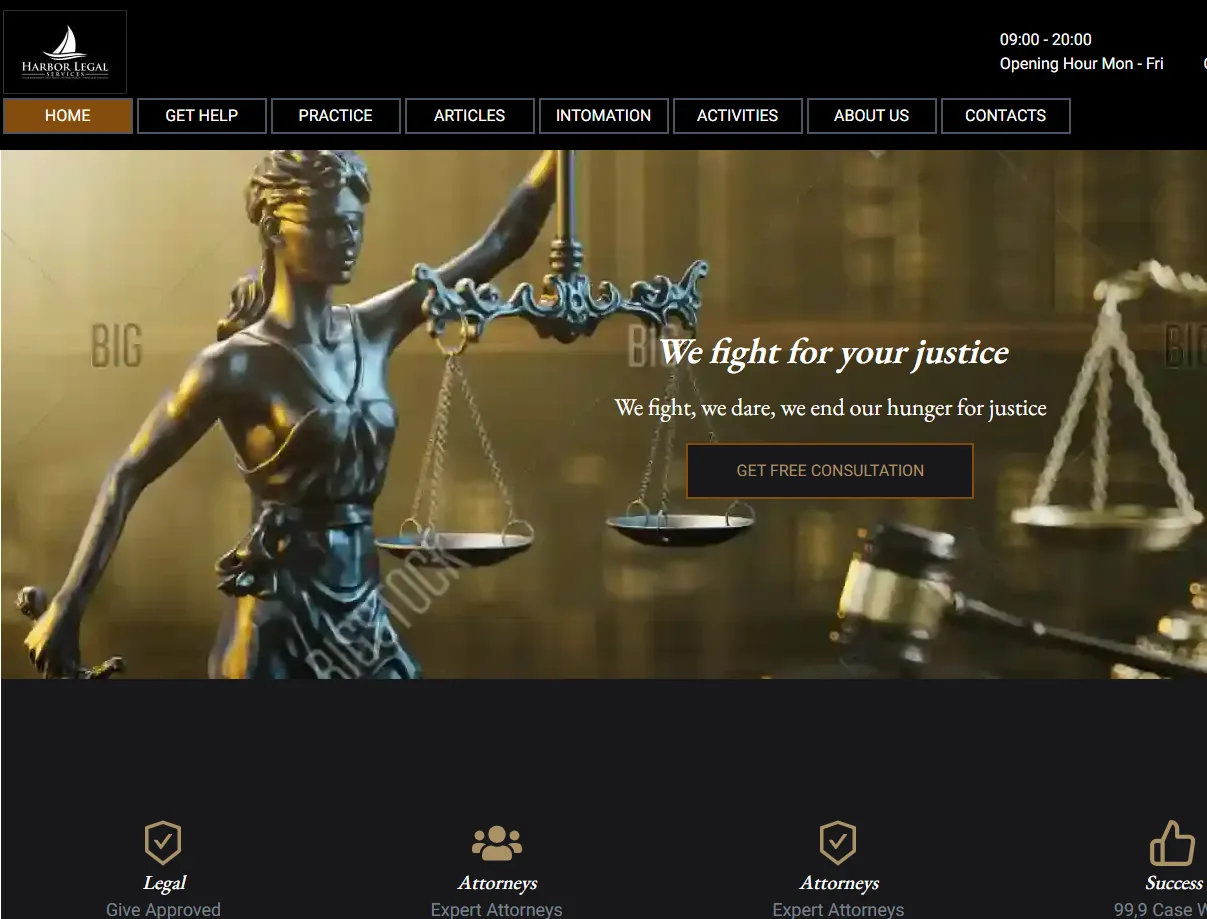 HARBOR LEGAL
SERVICES
09:00 - 20:00
Opening Hour Mon - Fri
HOME
GET HELP
PRACTICE
ARTICLES
INTOMATION
ACTIVITIES
ABOUT US
CONTACTS
BIG
BIG
BIG
We fight for your justice
We fight, we dare, we end our hunger for justice
GET FREE CONSULTATION
BIGSTOCK
Legal
Give Approved
Attorneys
Expert Attorneys
Attorneys
Expert Attorneys
Success
99,9 Case